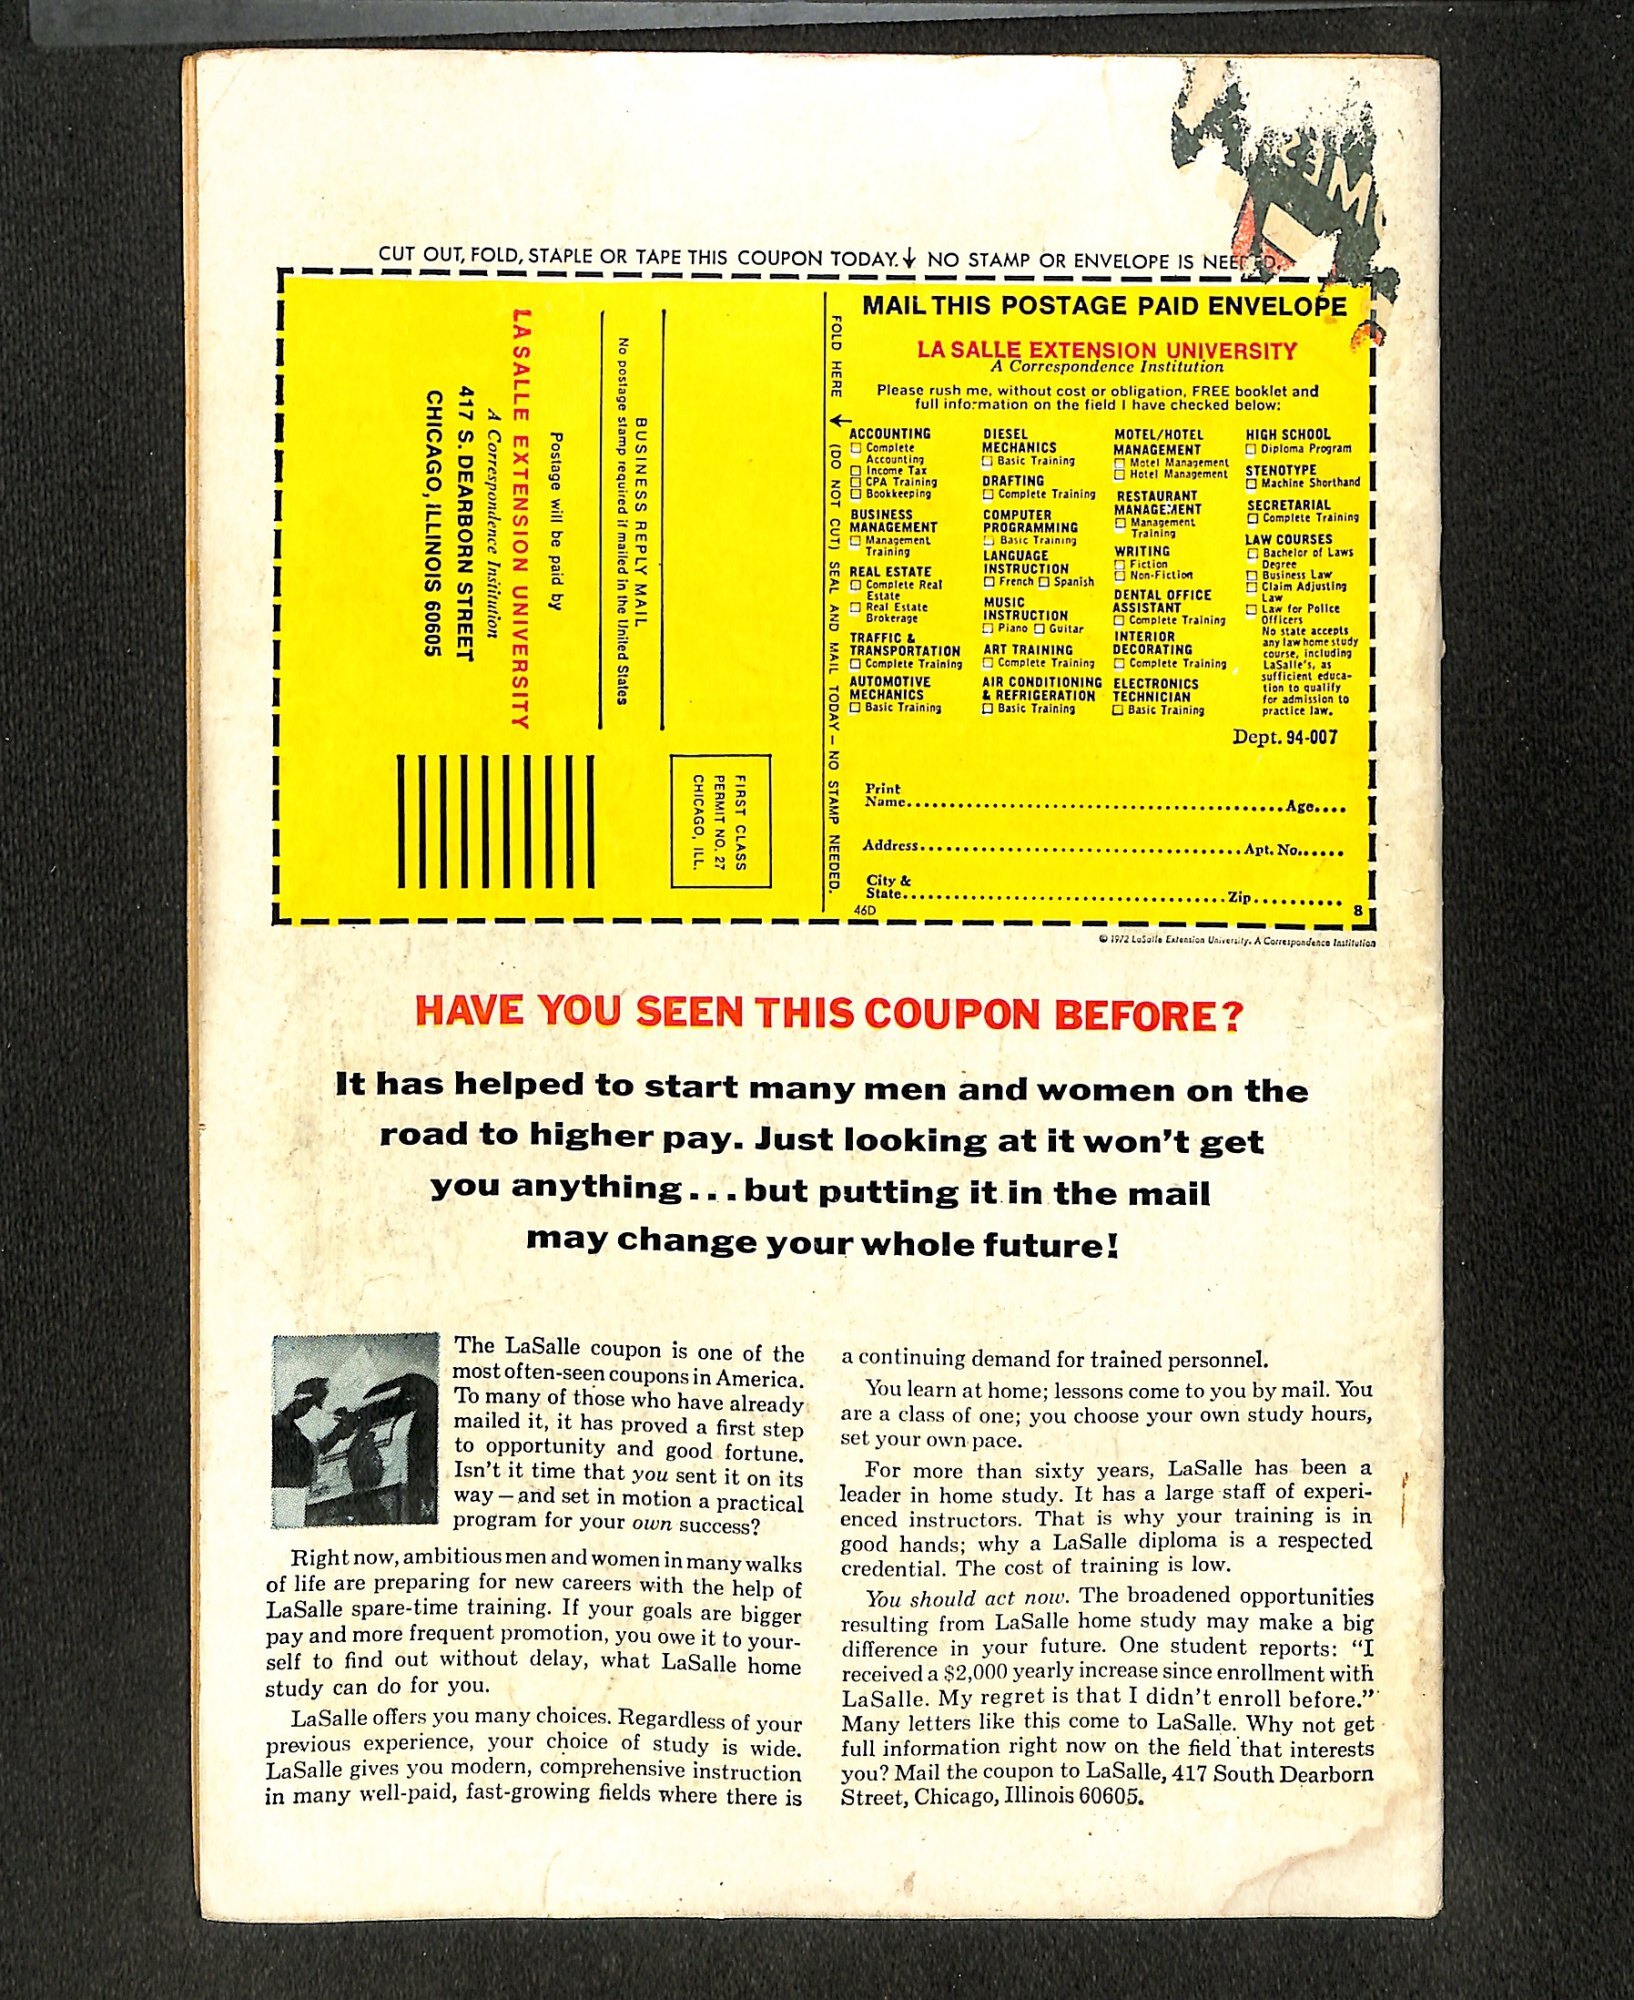 CUT OUT, FOLD, STAPLE OR TAPE THIS COUPON TODAY. ↓ NO STAMP OR ENVELOPE IS NEEDED.
MAIL THIS POSTAGE PAID ENVELOPE
LA SALLE EXTENSION UNIVERSITY
A Correspondence Institution
Please rush me, without cost or obligation, FREE booklet and
full information on the field I have checked below:
ACCOUNTING
☐ Complete
Accounting
☐ Income Tax
☐ CPA Training
☐ Bookkeeping
BUSINESS
MANAGEMENT
☐ Management
Training
REAL ESTATE
☐ Complete Real
Estate
☐ Real Estate
Brokerage
TRAFFIC &
TRANSPORTATION
☐ Complete Training
AUTOMOTIVE
MECHANICS
☐ Basic Training
DIESEL
MECHANICS
☐ Basic Training
DRAFTING
☐ Complete Training
COMPUTER
PROGRAMMING
☐ Basic Training
LANGUAGE
INSTRUCTION
☐ French ☐ Spanish
MUSIC
INSTRUCTION
☐ Piano ☐ Guitar
ART TRAINING
☐ Complete Training
AIR CONDITIONING
& REFRIGERATION
☐ Basic Training
MOTEL/HOTEL
MANAGEMENT
☐ Motel Management
☐ Hotel Management
RESTAURANT
MANAGEMENT
☐ Management
Training
WRITING
☐ Fiction
☐ Non-Fiction
DENTAL OFFICE
ASSISTANT
☐ Complete Training
INTERIOR
DECORATING
☐ Complete Training
ELECTRONICS
TECHNICIAN
☐ Basic Training
HIGH SCHOOL
☐ Diploma Program
STENOTYPE
☐ Machine Shorthand
SECRETARIAL
☐ Complete Training
LAW COURSES
☐ Bachelor of Laws
Degree
☐ Business Law
☐ Claim Adjusting
Law
☐ Law for Police
Officers
No state accepts
any law home study
course, including
LaSalle's, as
sufficient educa-
tion to qualify
for admission to
practice law.
Dept. 94-007
Print
Name........ Age....
Address........ Apt. No......
City &
State........ Zip..........
46D
8
FOLD HERE ↓ (DO NOT CUT) SEAL AND MAIL TODAY — NO STAMP NEEDED.
FIRST CLASS
PERMIT NO. 27
CHICAGO, ILL.
BUSINESS REPLY MAIL
No postage stamp required if mailed in the United States
Postage will be paid by
LA SALLE EXTENSION UNIVERSITY
A Correspondence Institution
417 S. DEARBORN STREET
CHICAGO, ILLINOIS 60605
© 1972 LaSalle Extension University. A Correspondence Institution
HAVE YOU SEEN THIS COUPON BEFORE?
It has helped to start many men and women on the
road to higher pay. Just looking at it won't get
you anything...but putting it in the mail
may change your whole future!
The LaSalle coupon is one of the
most often-seen coupons in America.
To many of those who have already
mailed it, it has proved a first step
to opportunity and good fortune.
Isn't it time that you sent it on its
way — and set in motion a practical
program for your own success?
Right now, ambitious men and women in many walks
of life are preparing for new careers with the help of
LaSalle spare-time training. If your goals are bigger
pay and more frequent promotion, you owe it to your-
self to find out without delay, what LaSalle home
study can do for you.
LaSalle offers you many choices. Regardless of your
previous experience, your choice of study is wide.
LaSalle gives you modern, comprehensive instruction
in many well-paid, fast-growing fields where there is
a continuing demand for trained personnel.
You learn at home; lessons come to you by mail. You
are a class of one; you choose your own study hours,
set your own pace.
For more than sixty years, LaSalle has been a
leader in home study. It has a large staff of experi-
enced instructors. That is why your training is in
good hands; why a LaSalle diploma is a respected
credential. The cost of training is low.
You should act now. The broadened opportunities
resulting from LaSalle home study may make a big
difference in your future. One student reports: “I
received a $2,000 yearly increase since enrollment with
LaSalle. My regret is that I didn't enroll before.”
Many letters like this come to LaSalle. Why not get
full information right now on the field that interests
you? Mail the coupon to LaSalle, 417 South Dearborn
Street, Chicago, Illinois 60605.